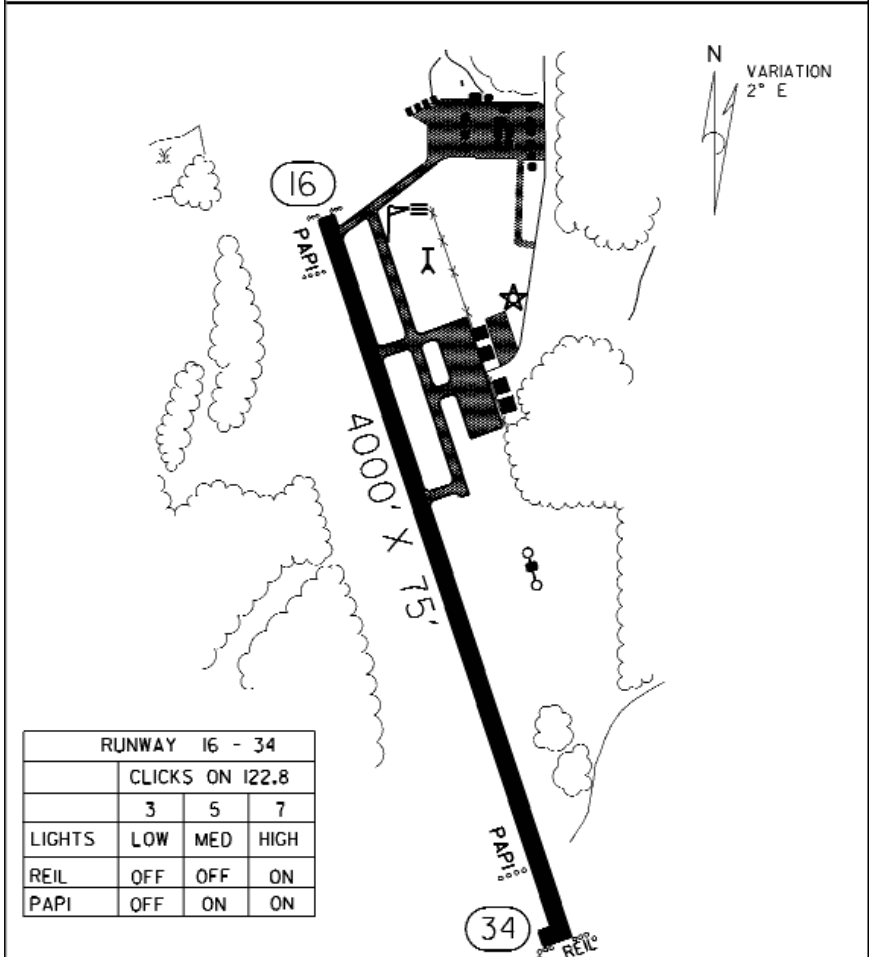 N
VARIATION
2° E
16
PAPI
4000' X 75'
RUNWAY 16 - 34
CLICKS ON 122.8
3 5 7
LIGHTS LOW MED HIGH
REIL OFF OFF ON
PAPI OFF ON ON
PAPI
34
REIL